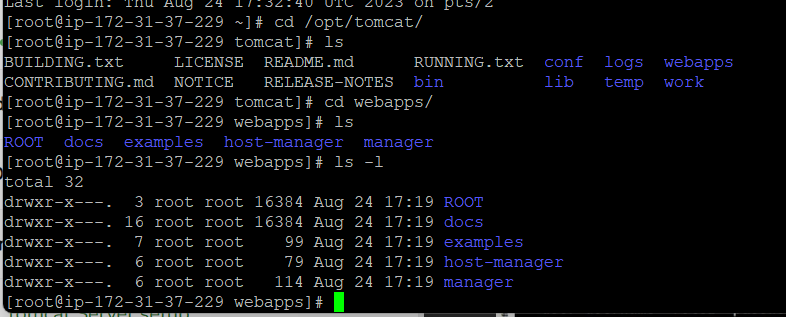 Last login: Thu Aug 24 17:32:40 UTC 2023 on pts/2
[root@ip-172-31-37-229 ~]# cd /opt/tomcat/
[root@ip-172-31-37-229 tomcat]# ls
BUILDING.txt     LICENSE  README.md      RUNNING.txt  conf  logs  webapps
CONTRIBUTING.md  NOTICE   RELEASE-NOTES  bin          lib   temp  work
[root@ip-172-31-37-229 tomcat]# cd webapps/
[root@ip-172-31-37-229 webapps]# ls
ROOT  docs  examples  host-manager  manager
[root@ip-172-31-37-229 webapps]# ls -l
total 32
drwxr-x---.  3 root root 16384 Aug 24 17:19 ROOT
drwxr-x---. 16 root root 16384 Aug 24 17:19 docs
drwxr-x---.  7 root root    99 Aug 24 17:19 examples
drwxr-x---.  6 root root    79 Aug 24 17:19 host-manager
drwxr-x---.  6 root root   114 Aug 24 17:19 manager
[root@ip-172-31-37-229 webapps]#